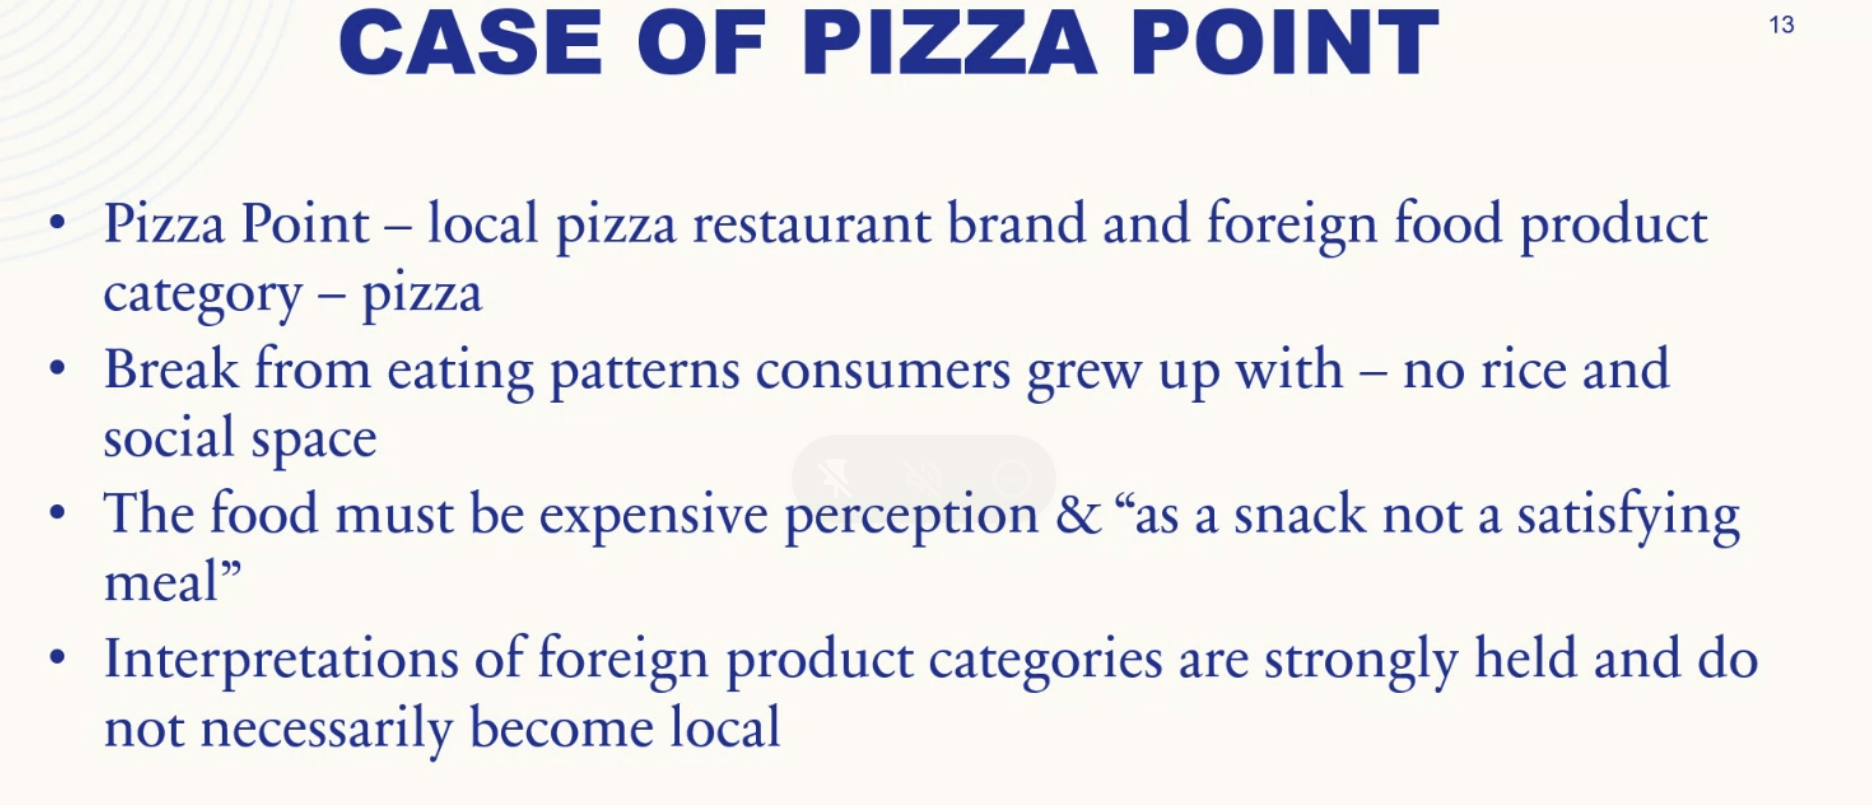 CASE OF PIZZA POINT
13
• Pizza Point – local pizza restaurant brand and foreign food product
category – pizza
• Break from eating patterns consumers grew up with – no rice and
social space
• The food must be expensive perception & “as a snack not a satisfying
meal”
• Interpretations of foreign product categories are strongly held and do
not necessarily become local